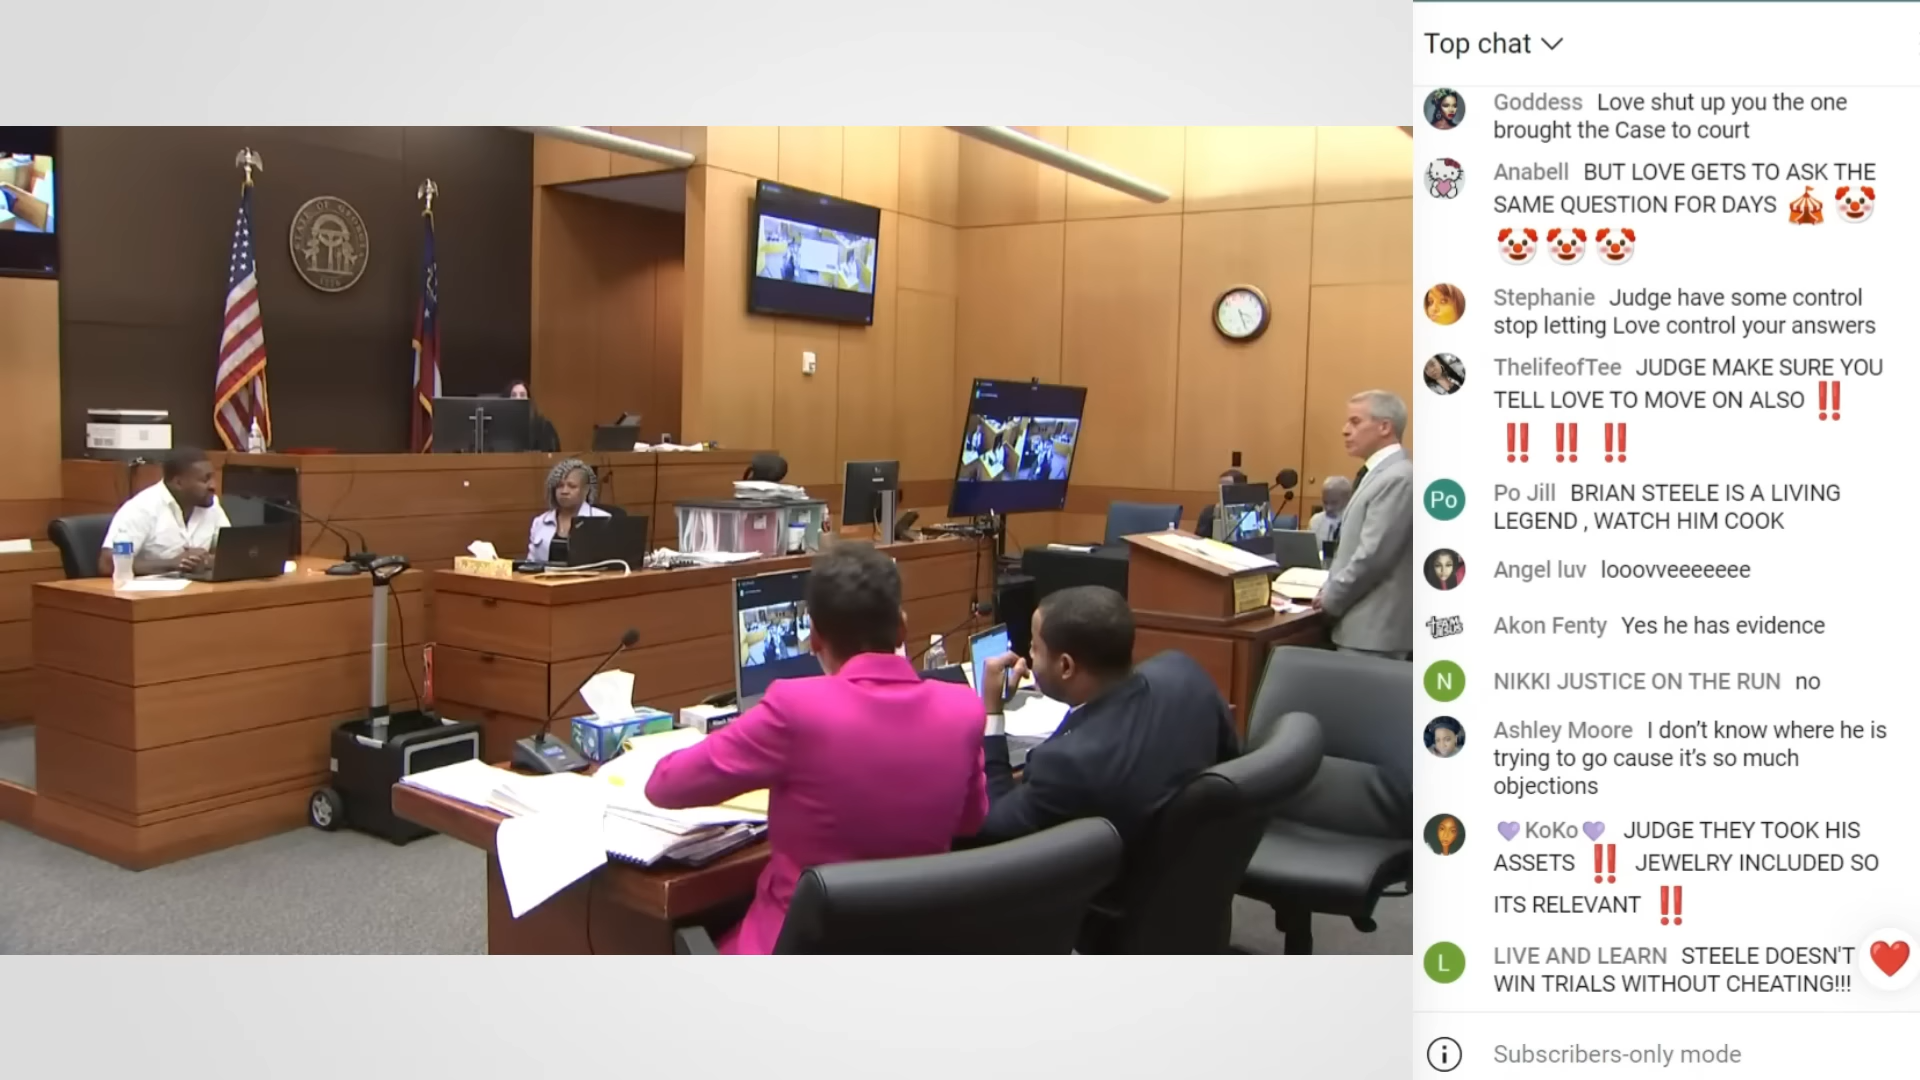 Top chat
Goddess Love shut up you the one
brought the Case to court
Anabell BUT LOVE GETS TO ASK THE
SAME QUESTION FOR DAYS 🎪 🤡
🤡 🤡 🤡
Stephanie Judge have some control
stop letting Love control your answers
ThelifeofTee JUDGE MAKE SURE YOU
TELL LOVE TO MOVE ON ALSO ‼️
‼️ ‼️ ‼️
Po Po Jill BRIAN STEELE IS A LIVING
LEGEND , WATCH HIM COOK
Angel luv looovveeeeeee
Akon Fenty Yes he has evidence
N NIKKI JUSTICE ON THE RUN no
Ashley Moore I don’t know where he is
trying to go cause it’s so much
objections
💜KoKo💜 JUDGE THEY TOOK HIS
ASSETS ‼️ JEWELRY INCLUDED SO
ITS RELEVANT ‼️
L LIVE AND LEARN STEELE DOESN'T
WIN TRIALS WITHOUT CHEATING!!!
Subscribers-only mode
STATE OF GEORGIA
1776